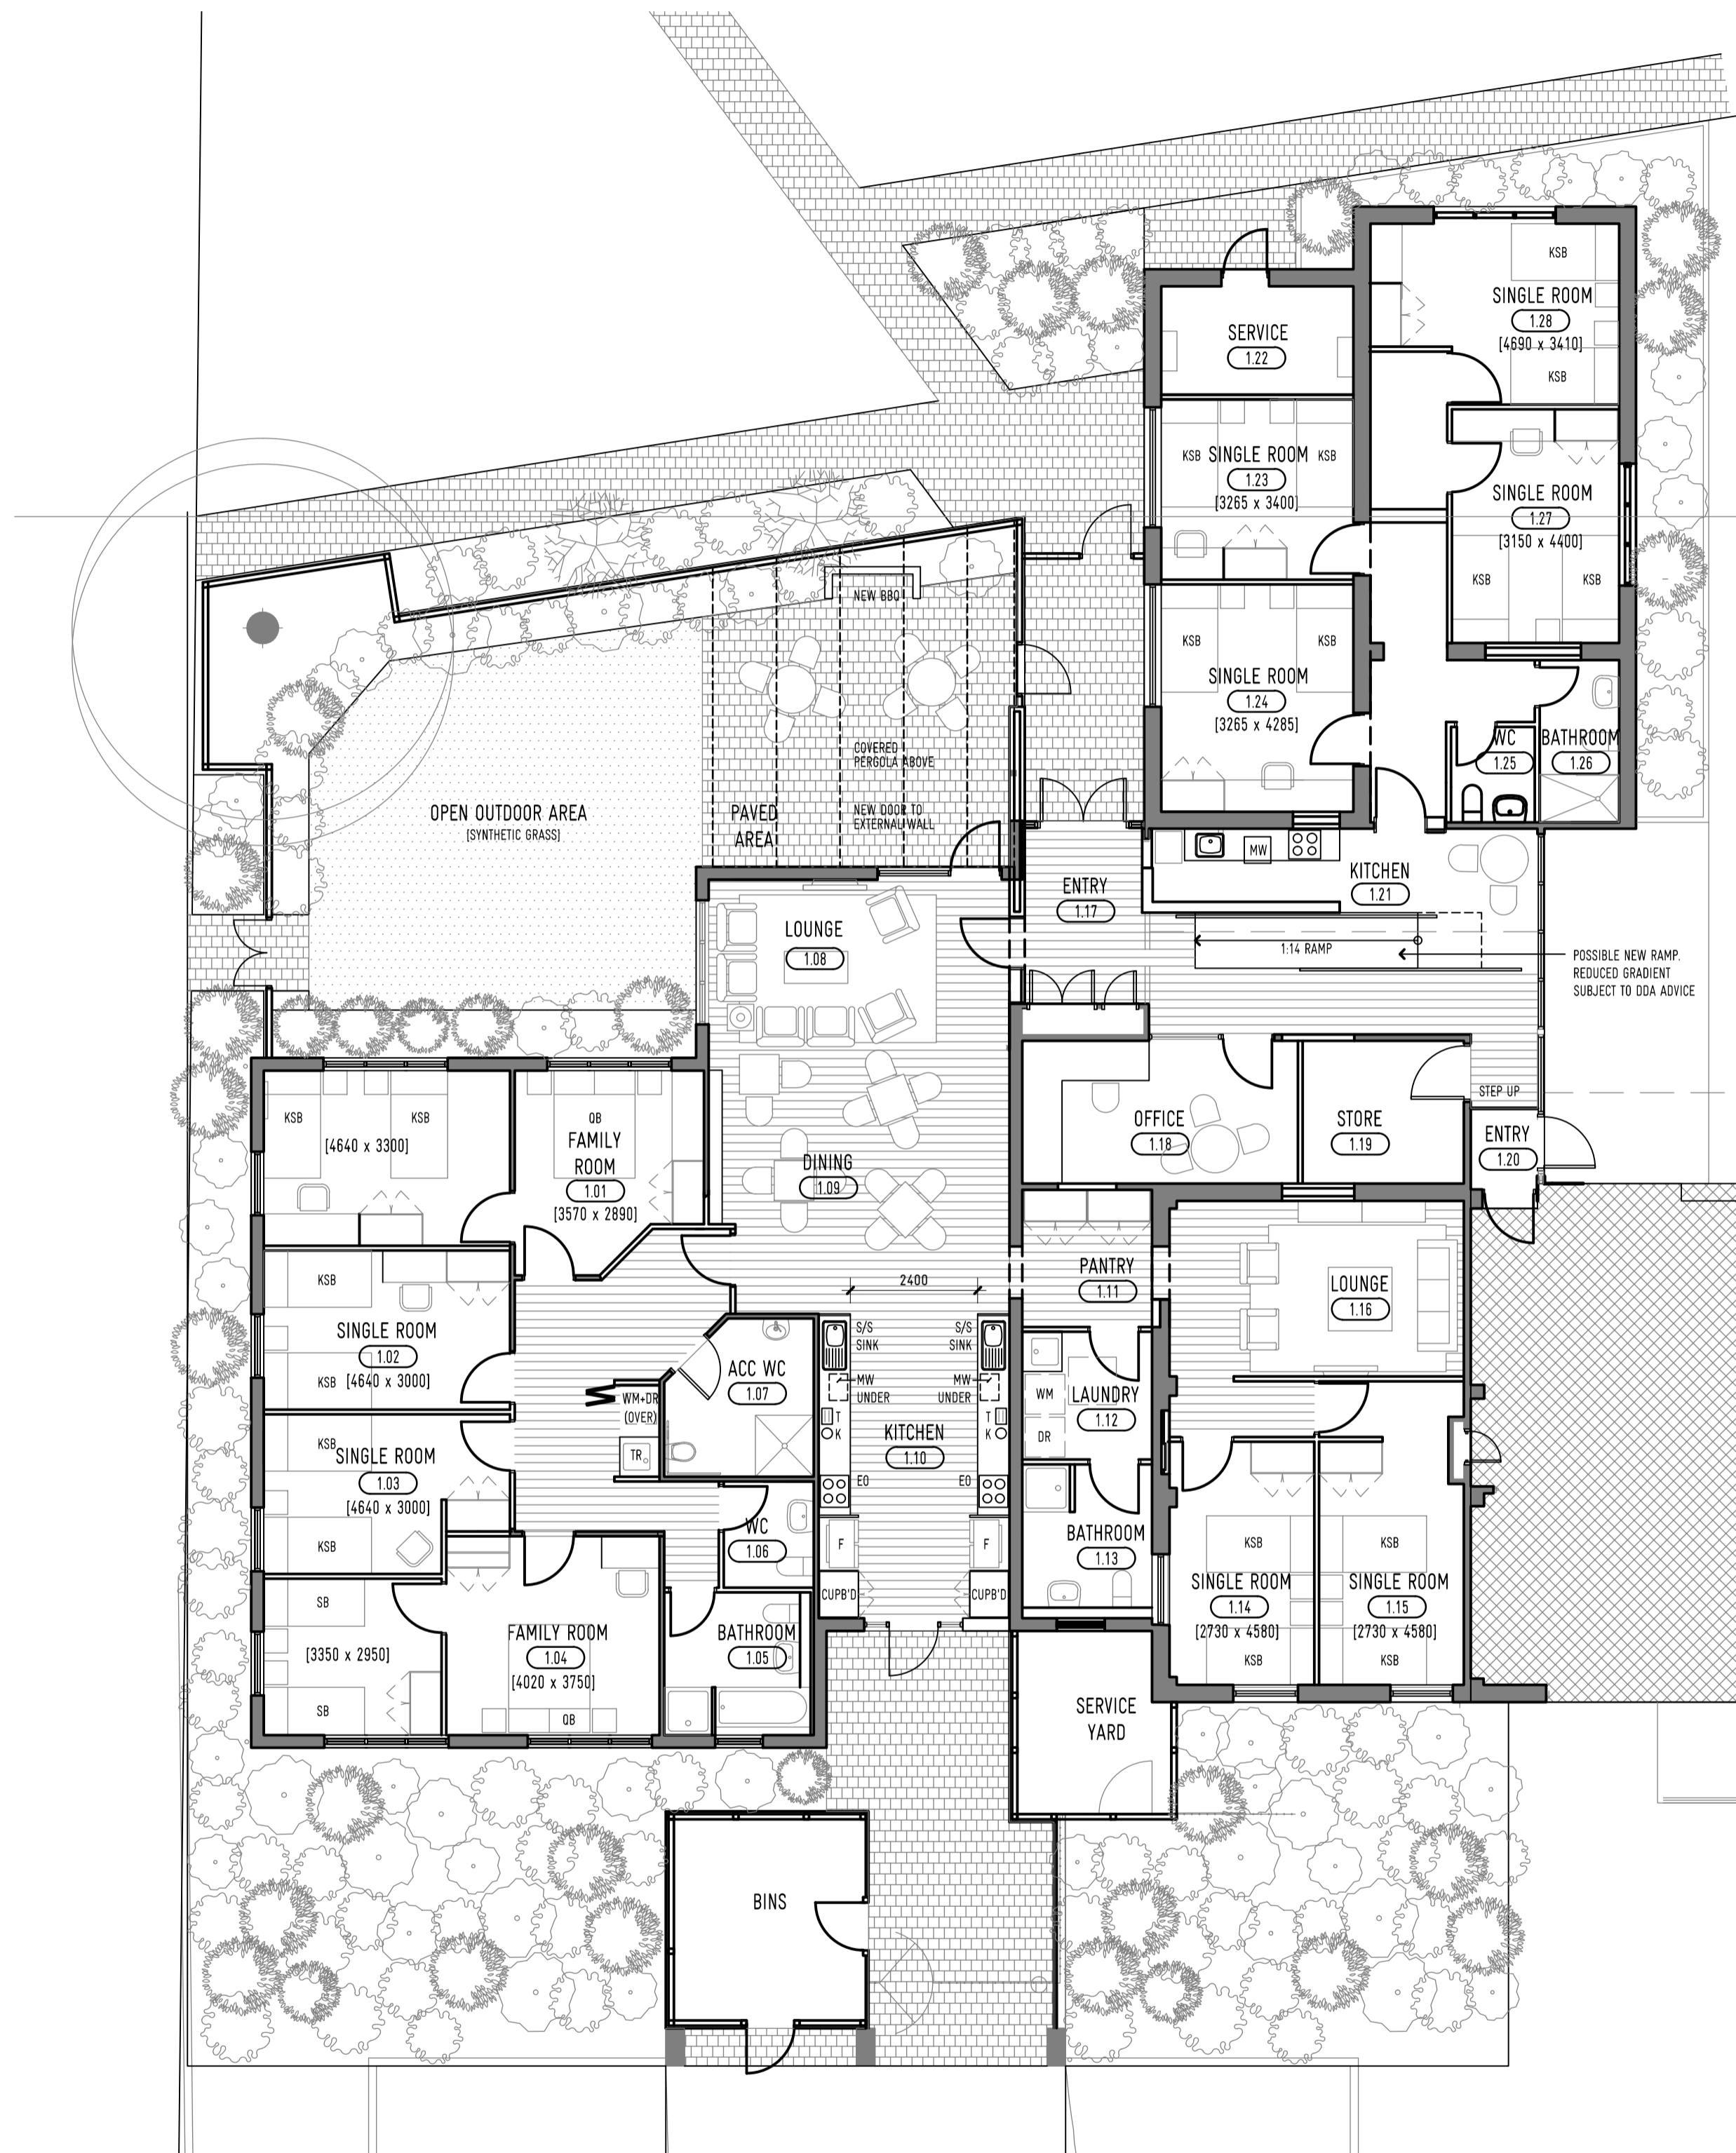 KSB
SINGLE ROOM
1.28
[4690 x 3410]
KSB
SERVICE
1.22
KSB
SINGLE ROOM
KSB
1.23
[3265 x 3400]
SINGLE ROOM
1.27
[3150 x 4400]
KSB
KSB
KSB
KSB
SINGLE ROOM
1.24
[3265 x 4285]
WC
1.25
BATHROOM
1.26
NEW BBQ
COVERED
PERGOLA ABOVE
NEW DOOR TO
EXTERNAL WALL
OPEN OUTDOOR AREA
[SYNTHETIC GRASS]
PAVED
AREA
MW
KITCHEN
1.21
ENTRY
1.17
LOUNGE
1.08
1:14 RAMP
POSSIBLE NEW RAMP.
REDUCED GRADIENT
SUBJECT TO DDA ADVICE
STEP UP
OFFICE
1.18
STORE
1.19
ENTRY
1.20
KSB
KSB
[4640 x 3300]
QB
FAMILY
ROOM
1.01
[3570 x 2890]
DINING
1.09
PANTRY
1.11
LOUNGE
1.16
2400
KSB
SINGLE ROOM
1.02
KSB
[4640 x 3000]
ACC WC
1.07
S/S
SINK
MW
UNDER
T
K
EO
S/S
SINK
MW
UNDER
T
K
EO
KITCHEN
1.10
WM+DR
(OVER)
TR
WM
DR
LAUNDRY
1.12
KSB
SINGLE ROOM
1.03
[4640 x 3000]
KSB
WC
1.06
F
F
CUPB'D
CUPB'D
BATHROOM
1.13
KSB
SINGLE ROOM
1.14
[2730 x 4580]
KSB
KSB
SINGLE ROOM
1.15
[2730 x 4580]
KSB
SB
[3350 x 2950]
SB
FAMILY ROOM
1.04
[4020 x 3750]
QB
BATHROOM
1.05
SERVICE
YARD
BINS